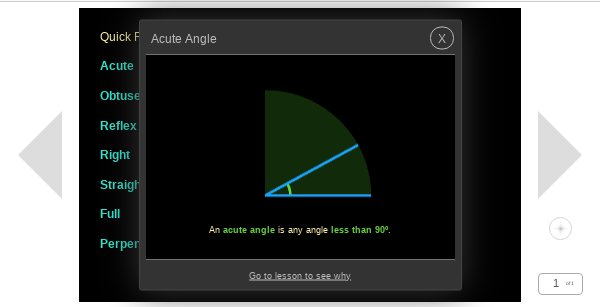 Quick
Acute Angle
X
Acute
Obtuse
Reflex
Right
Straigh
Full
Perper
An acute angle is any angle less than 90º.
Go to lesson to see why
1 of 1